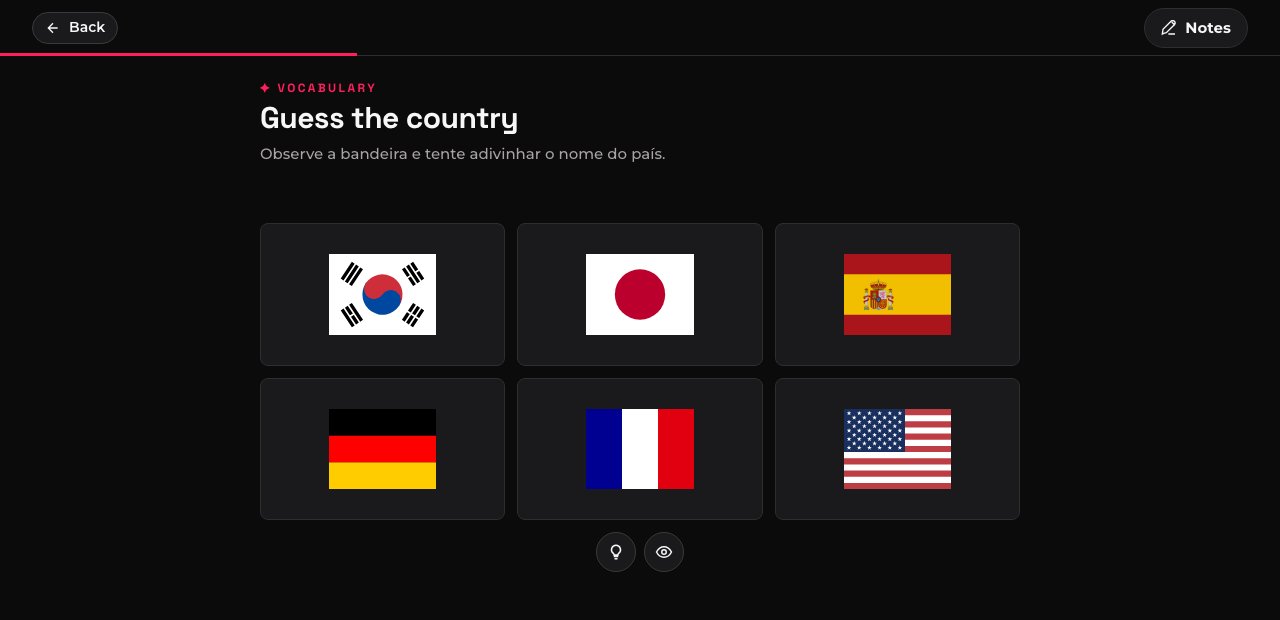 Back
Notes
VOCABULARY
Guess the country
Observe a bandeira e tente adivinhar o nome do país.